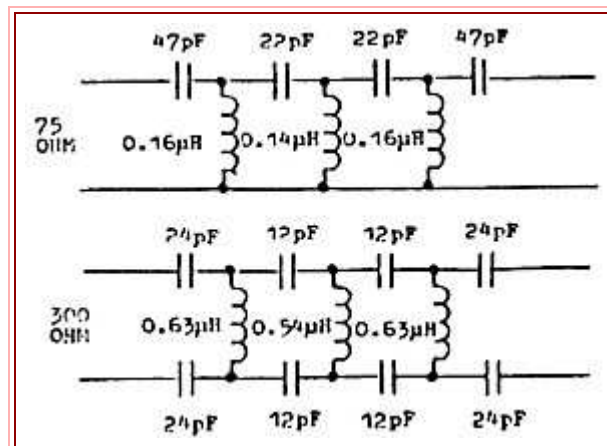 47pF 22pF 22pF 47pF
75
OHM
0.16µH 0.14µH 0.16µH
24pF 12pF 12pF 24pF
300
OHM
0.63µH 0.54µH 0.63µH
24pF 12pF 12pF 24pF